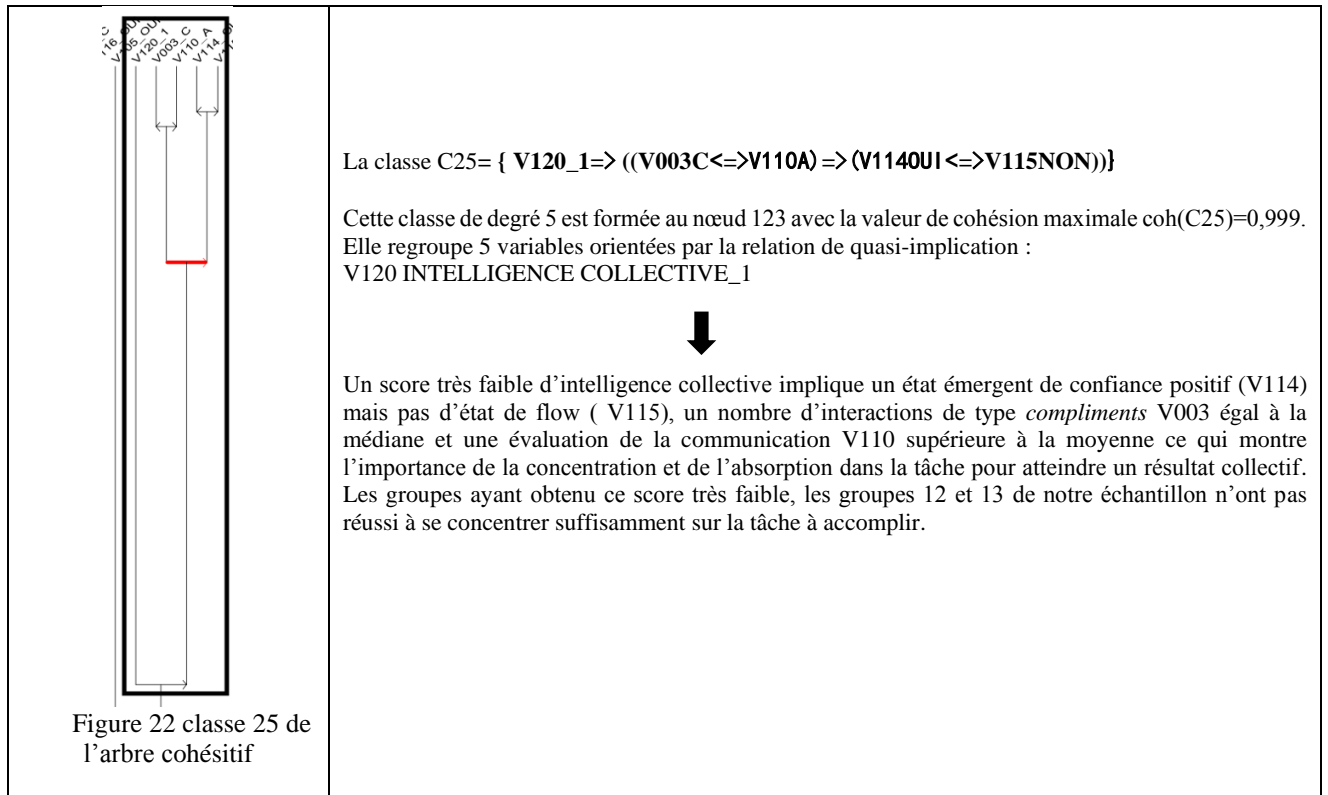 V120_1
V003_C
V110_A
Figure 22 classe 25 de
l'arbre cohésitif
La classe C25= { V120_1=> ((V003C<=>V110A)=>(V114OUI<=>V115NON))}
Cette classe de degré 5 est formée au nœud 123 avec la valeur de cohésion maximale coh(C25)=0,999.
Elle regroupe 5 variables orientées par la relation de quasi-implication :
V120 INTELLIGENCE COLLECTIVE_1
Un score très faible d'intelligence collective implique un état émergent de confiance positif (V114)
mais pas d'état de flow ( V115), un nombre d'interactions de type compliments V003 égal à la
médiane et une évaluation de la communication V110 supérieure à la moyenne ce qui montre
l'importance de la concentration et de l'absorption dans la tâche pour atteindre un résultat collectif.
Les groupes ayant obtenu ce score très faible, les groupes 12 et 13 de notre échantillon n'ont pas
réussi à se concentrer suffisamment sur la tâche à accomplir.